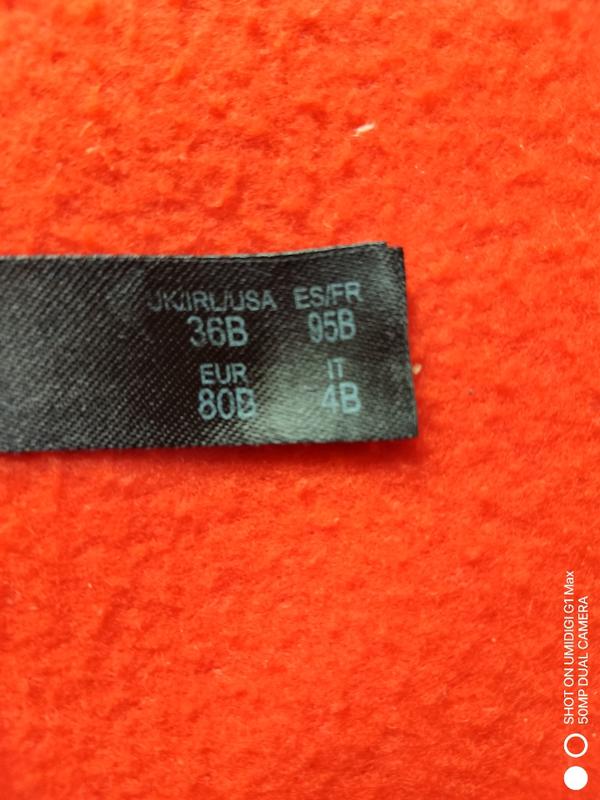 UK/IRL/USA ES/FR
36B 95B
EUR IT
80B 4B
SHOT ON UMIDIGI G1 Max
50MP DUAL CAMERA